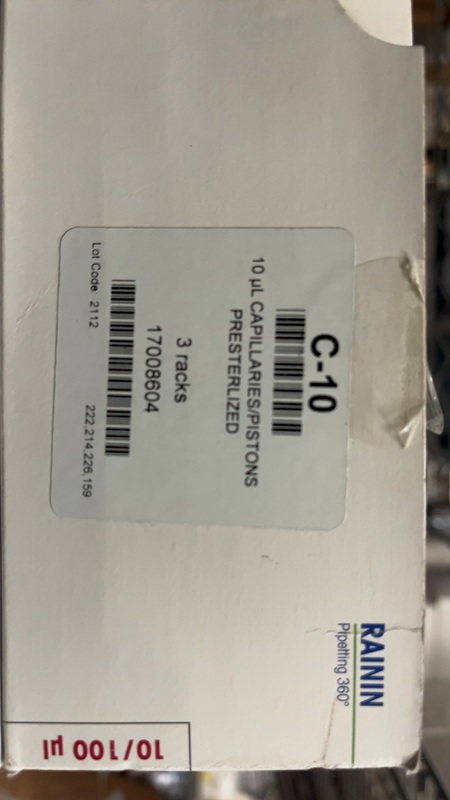 C-10
10 µL CAPILLARIES/PISTONS
PRESTERLIZED
3 racks
17008604
Lot Code 2112 222.214.226.159
RAININ
Pipetting 360°
10/100 µl